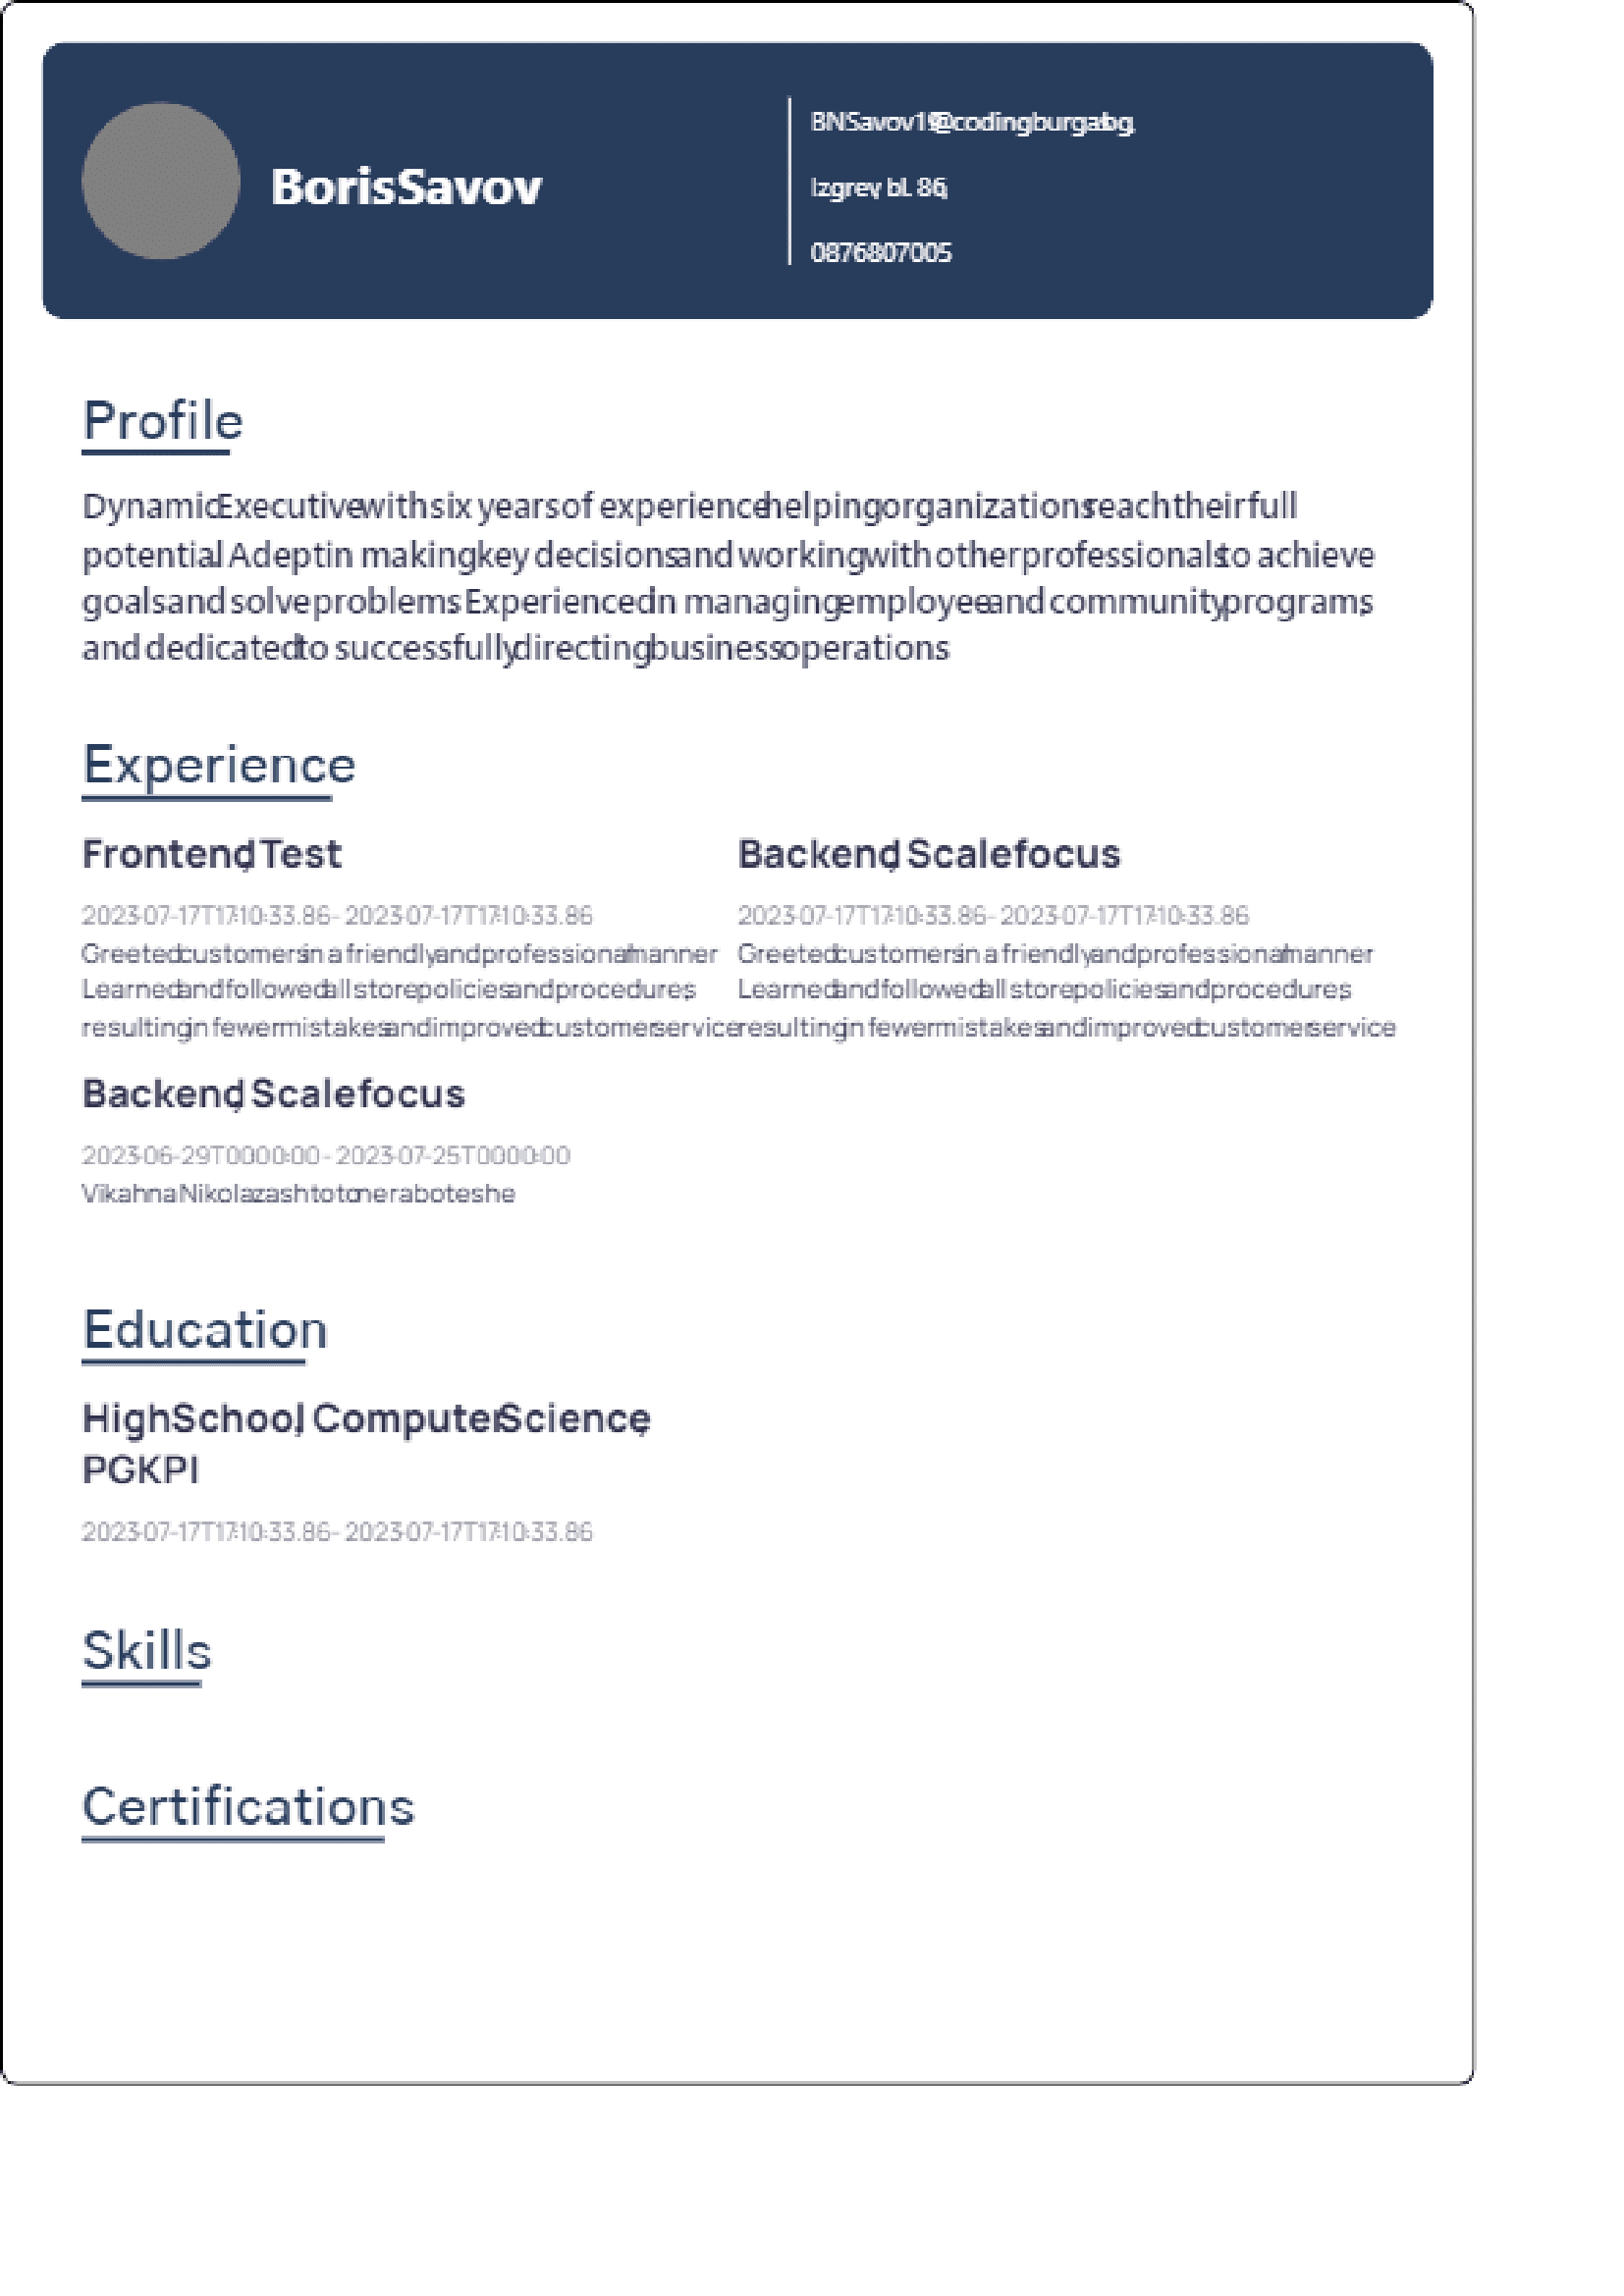 Boris Savov
BNSavov19@codingburgas.bg,
Izgrev, bl. 86,
0876807005
Profile
Dynamic Executive with six years of experience helping organizations reach their full
potential. Adept in making key decisions and working with other professionals to achieve
goals and solve problems. Experienced in managing employee and community programs,
and dedicated to successfully directing business operations
Experience
Frontend, Test
2023-07-17T17:10:33.86 - 2023-07-17T17:10:33.86
Greeted customers in a friendly and professional manner
Learned and followed all store policies and procedures,
resulting in fewer mistakes and improved customer service
Backend, Scalefocus
2023-07-17T17:10:33.86 - 2023-07-17T17:10:33.86
Greeted customers in a friendly and professional manner
Learned and followed all store policies and procedures,
resulting in fewer mistakes and improved customer service
Backend, Scalefocus
2023-06-29T00:00:00 - 2023-07-25T00:00:00
Vikah na Nikola zashtoto ne raboteshe
Education
High School, Computer Science,
PGKPI
2023-07-17T17:10:33.86 - 2023-07-17T17:10:33.86
Skills
Certifications